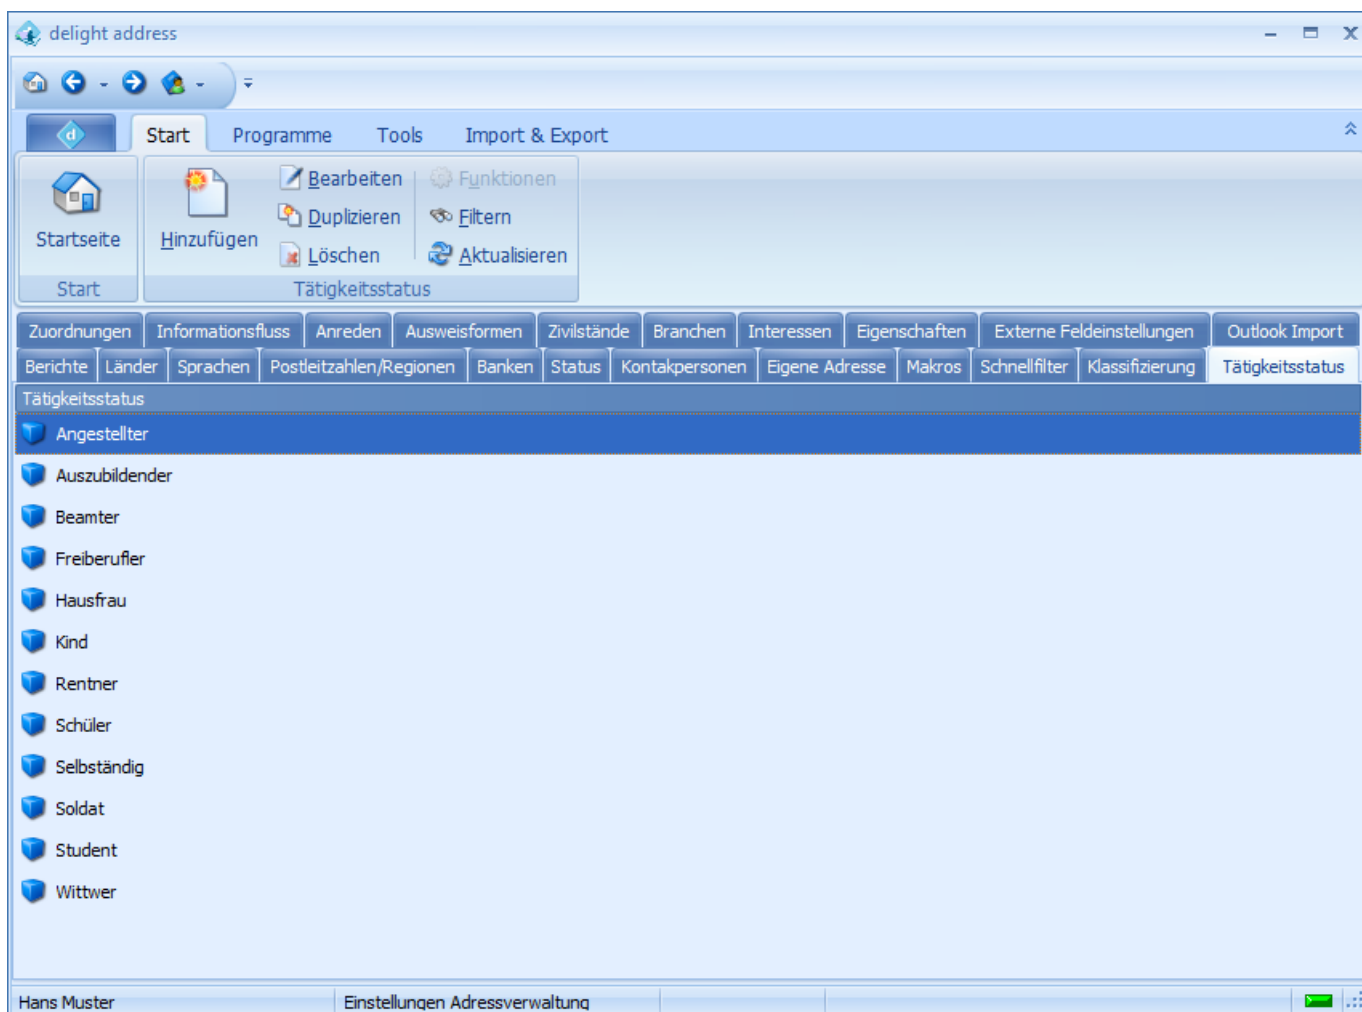 delight address
Start Programme Tools Import & Export
Startseite
Hinzufügen
Bearbeiten
Duplizieren
Löschen
Funktionen
Filtern
Aktualisieren
Start
Tätigkeitsstatus
Zuordnungen Informationsfluss Anreden Ausweisformen Zivilstände Branchen Interessen Eigenschaften Externe Feldeinstellungen Outlook Import
Berichte Länder Sprachen Postleitzahlen/Regionen Banken Status Kontakpersonen Eigene Adresse Makros Schnellfilter Klassifizierung Tätigkeitsstatus
Tätigkeitsstatus
Angestellter
Auszubildender
Beamter
Freiberufler
Hausfrau
Kind
Rentner
Schüler
Selbständig
Soldat
Student
Wittwer
Hans Muster Einstellungen Adressverwaltung